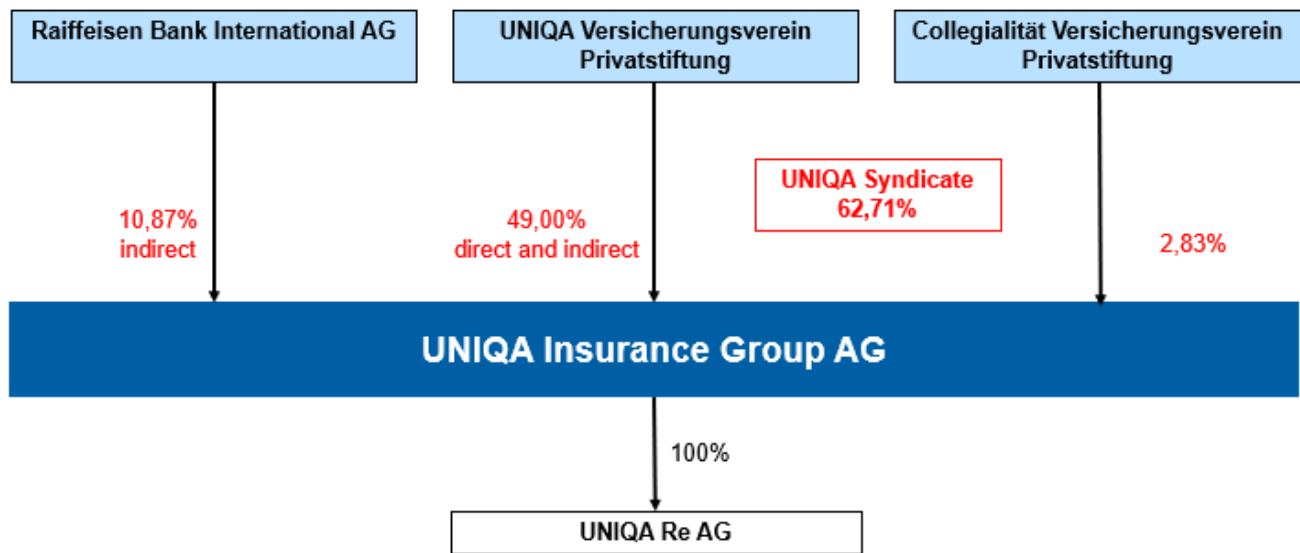 Raiffeisen Bank International AG
UNIQA Versicherungsverein
Privatstiftung
Collegialität Versicherungsverein
Privatstiftung
10,87%
indirect
49,00%
direct and indirect
UNIQA Syndicate
62,71%
2,83%
UNIQA Insurance Group AG
100%
UNIQA Re AG